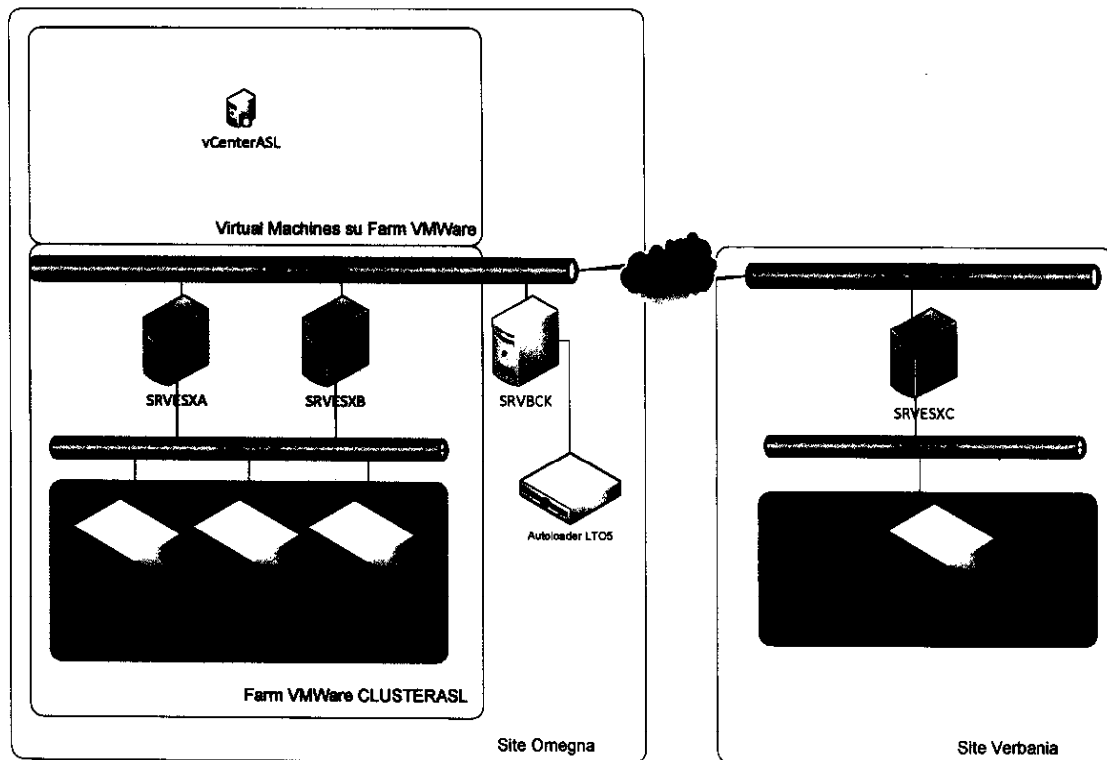 vCenterASL
Virtual Machines su Farm VMWare
SRVESXA
SRVESXB
SRVBCK
SRVESXC
Autoloader LTO5
Farm VMWare CLUSTERASL
Site Omegna
Site Verbania